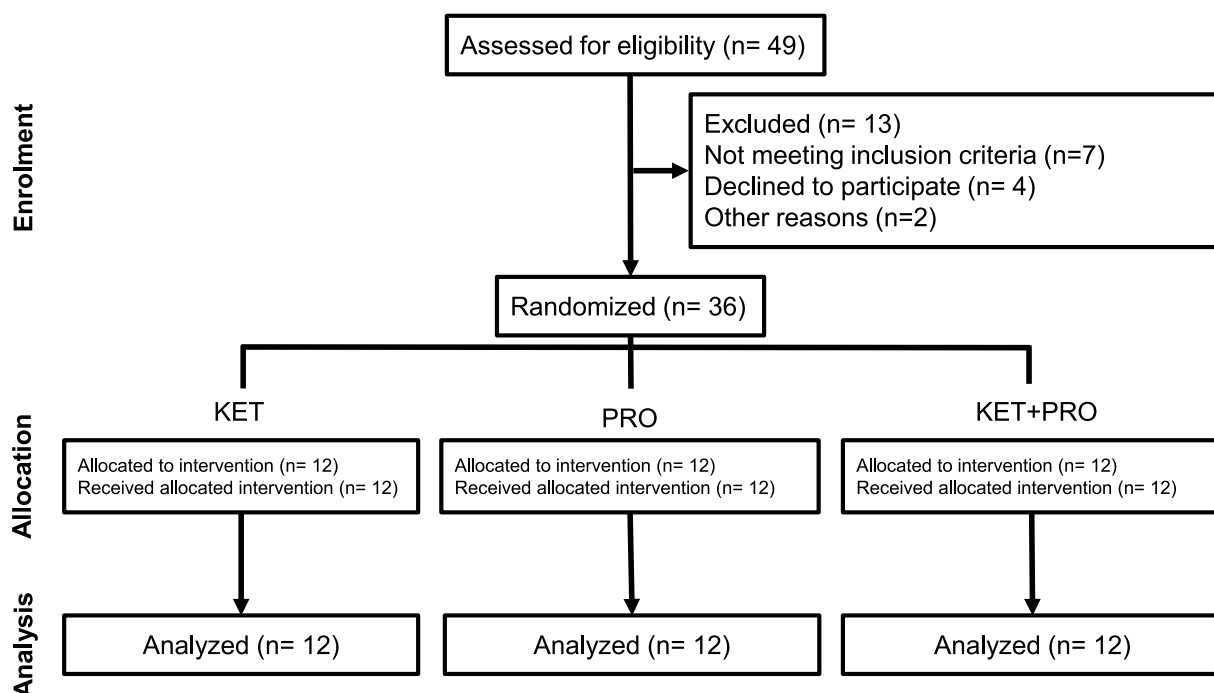 Assessed for eligibility (n= 49)
Enrolment
Excluded (n= 13)
Not meeting inclusion criteria (n=7)
Declined to participate (n= 4)
Other reasons (n=2)
Randomized (n= 36)
Allocation
KET
Allocated to intervention (n= 12)
Received allocated intervention (n= 12)
PRO
Allocated to intervention (n= 12)
Received allocated intervention (n= 12)
KET+PRO
Allocated to intervention (n= 12)
Received allocated intervention (n= 12)
Analysis
Analyzed (n= 12)
Analyzed (n= 12)
Analyzed (n= 12)